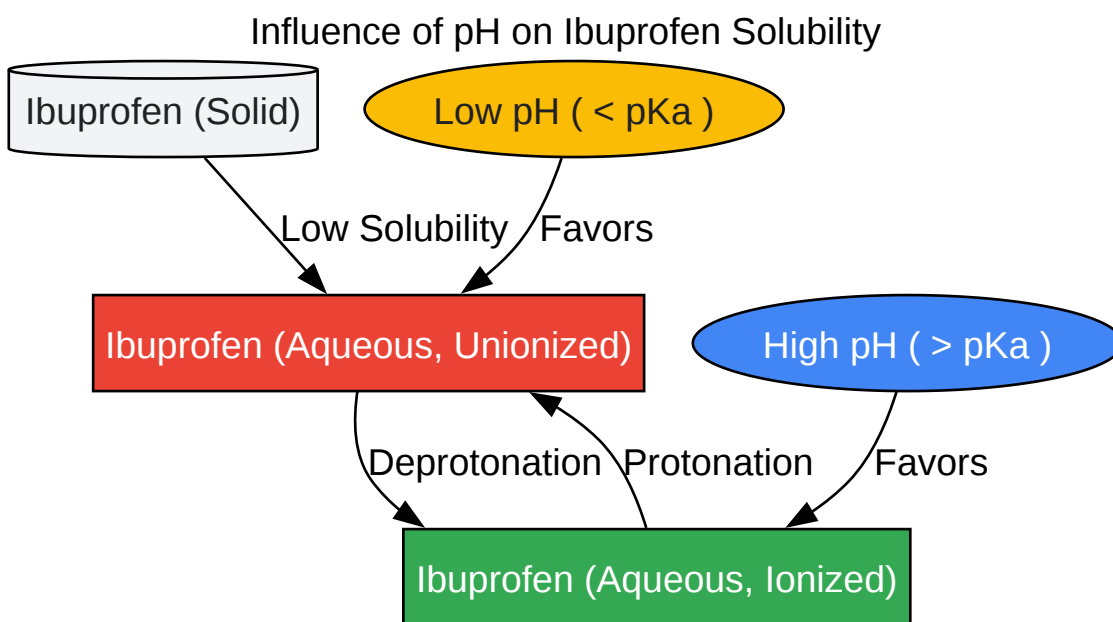 Influence of pH on Ibuprofen Solubility
Ibuprofen (Solid)
Low pH ( < pKa )
Low Solubility
Favors
Ibuprofen (Aqueous, Unionized)
High pH ( > pKa )
Deprotonation
Protonation
Favors
Ibuprofen (Aqueous, Ionized)